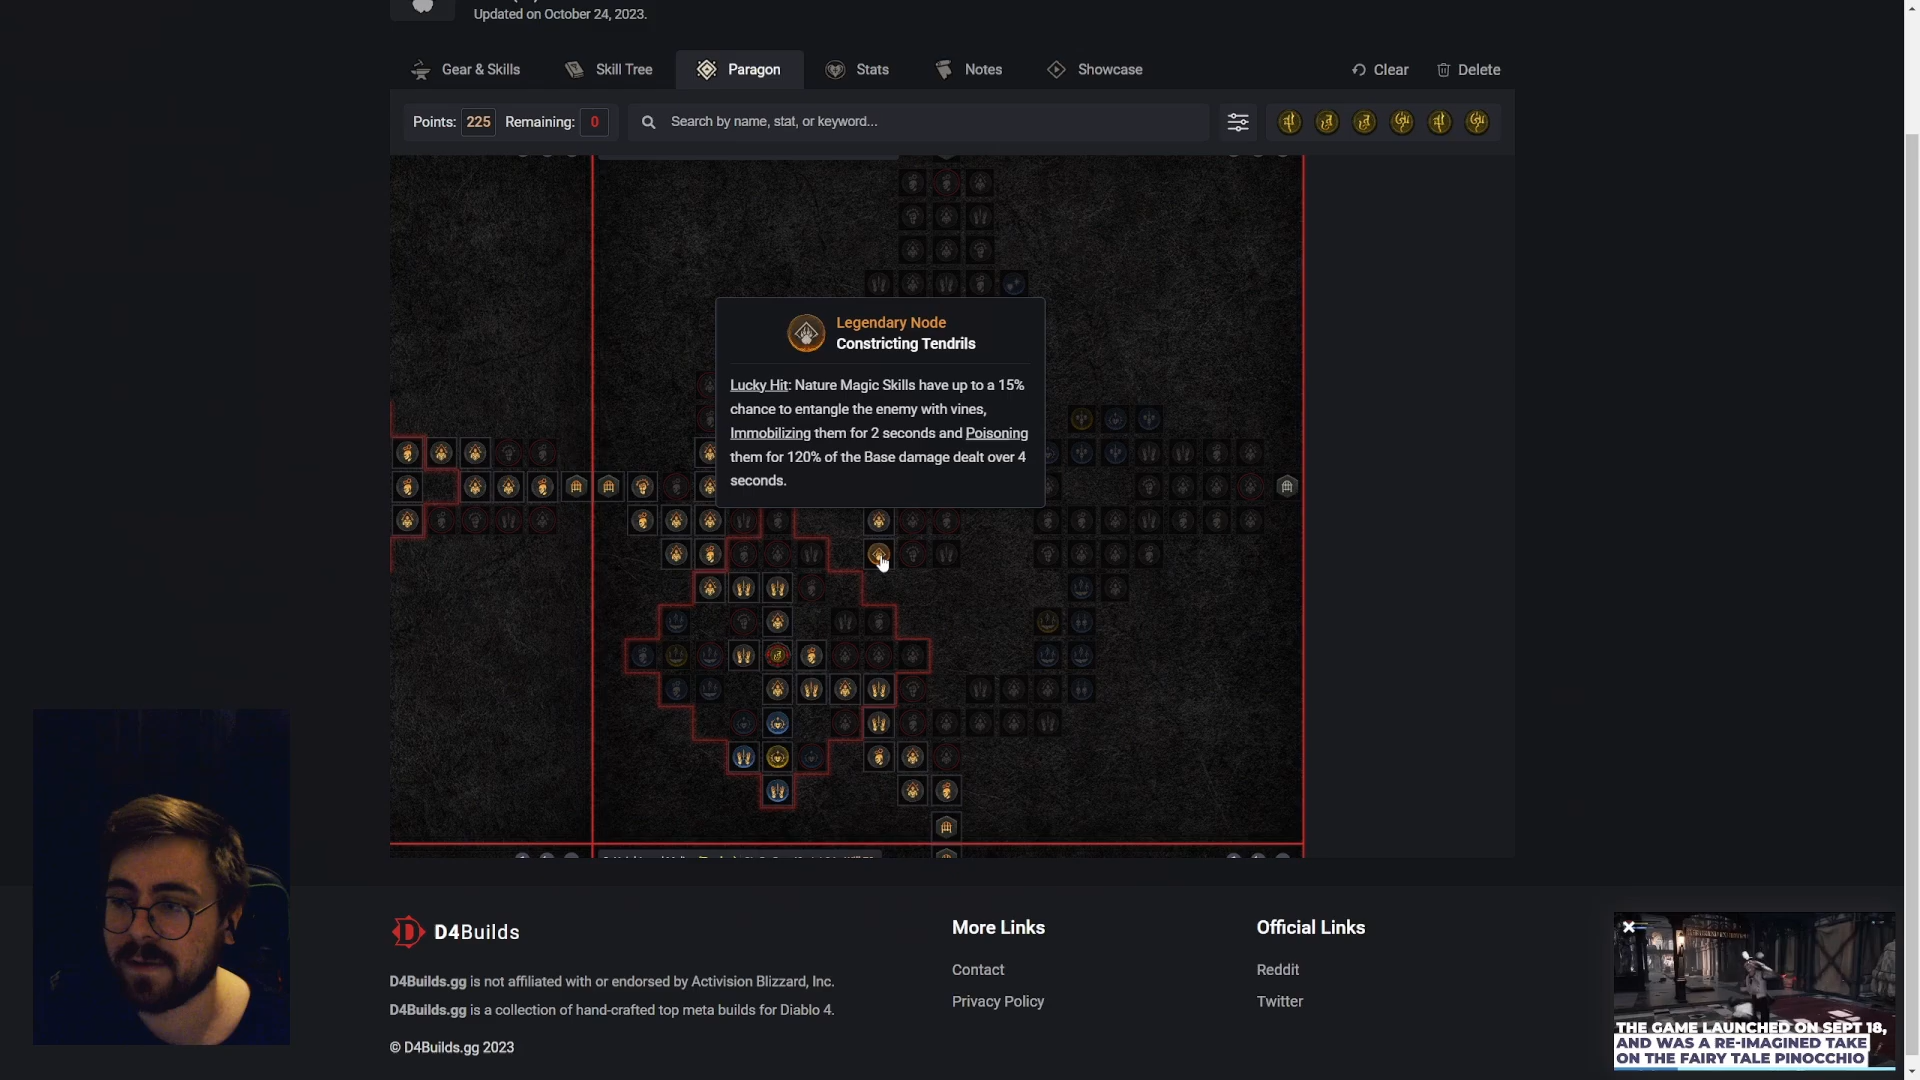 Updated on October 24, 2023.
Gear & Skills
Skill Tree
Paragon
Stats
Notes
Showcase
Clear
Delete
Points: 225 Remaining: 0
Search by name, stat, or keyword...
Legendary Node
Constricting Tendrils
Lucky Hit: Nature Magic Skills have up to a 15%
chance to entangle the enemy with vines,
Immobilizing them for 2 seconds and Poisoning
them for 120% of the Base damage dealt over 4
seconds.
D4Builds
D4Builds.gg is not affiliated with or endorsed by Activision Blizzard, Inc.
D4Builds.gg is a collection of hand-crafted top meta builds for Diablo 4.
© D4Builds.gg 2023
More Links
Contact
Privacy Policy
Official Links
Reddit
Twitter
THE GAME LAUNCHED ON SEPT 18,
AND WAS A RE-IMAGINED TAKE
ON THE FAIRY TALE PINOCCHIO